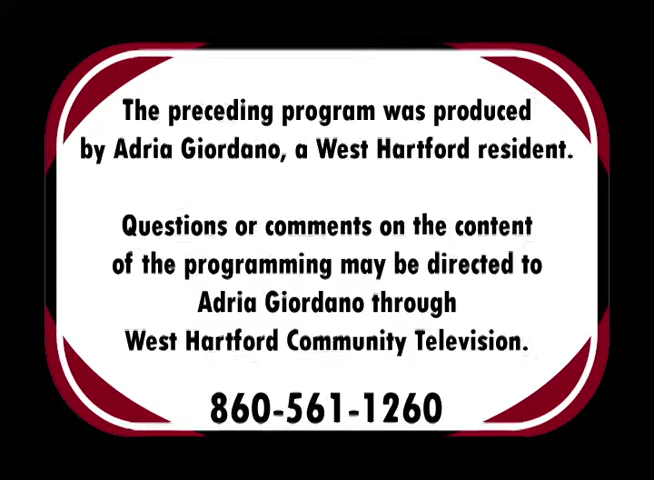 The preceding program was produced
by Adria Giordano, a West Hartford resident.
Questions or comments on the content
of the programming may be directed to
Adria Giordano through
West Hartford Community Television.
860-561-1260